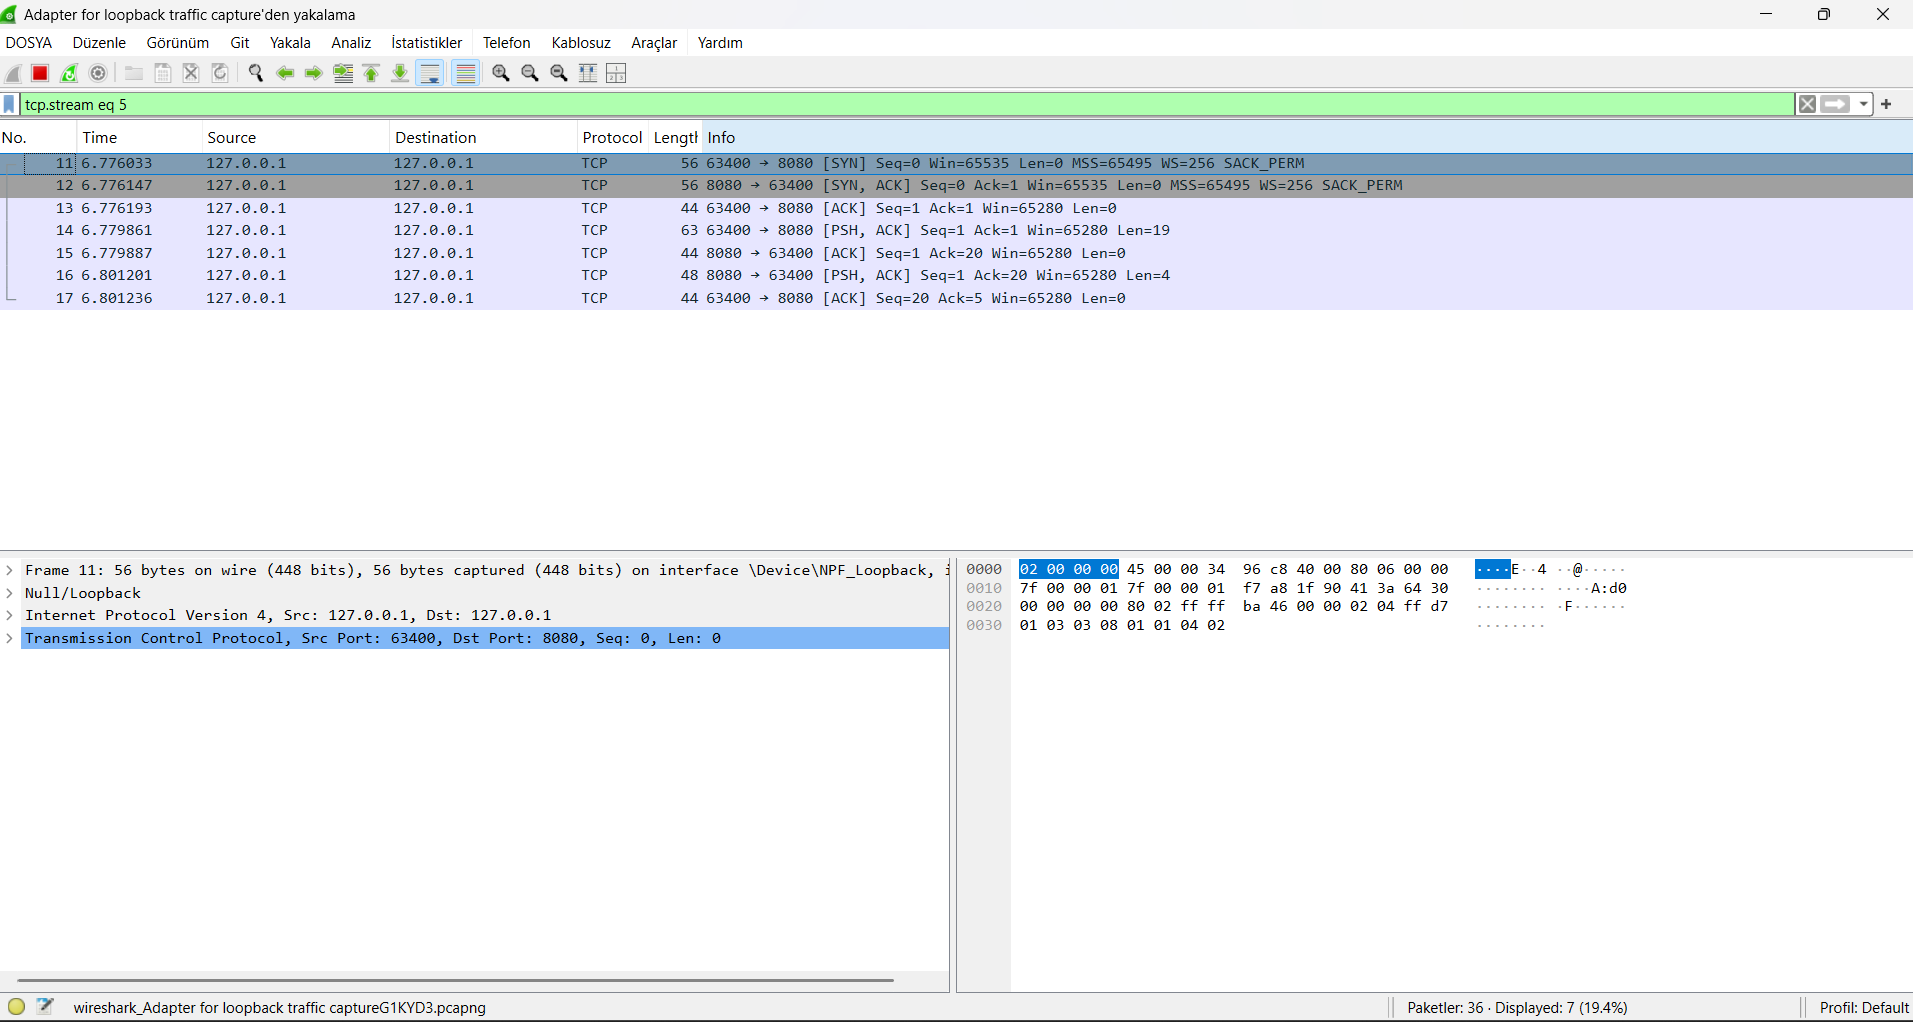 Adapter for loopback traffic capture'den yakalama
DOSYA Düzenle Görünüm Git Yakala Analiz İstatistikler Telefon Kablosuz Araçlar Yardım
tcp.stream eq 5
No. Time Source Destination Protocol Length Info
11 6.776033 127.0.0.1 127.0.0.1 TCP 56 63400 → 8080 [SYN] Seq=0 Win=65535 Len=0 MSS=65495 WS=256 SACK_PERM
12 6.776147 127.0.0.1 127.0.0.1 TCP 56 8080 → 63400 [SYN, ACK] Seq=0 Ack=1 Win=65535 Len=0 MSS=65495 WS=256 SACK_PERM
13 6.776193 127.0.0.1 127.0.0.1 TCP 44 63400 → 8080 [ACK] Seq=1 Ack=1 Win=65280 Len=0
14 6.779861 127.0.0.1 127.0.0.1 TCP 63 63400 → 8080 [PSH, ACK] Seq=1 Ack=1 Win=65280 Len=19
15 6.779887 127.0.0.1 127.0.0.1 TCP 44 8080 → 63400 [ACK] Seq=1 Ack=20 Win=65280 Len=0
16 6.801201 127.0.0.1 127.0.0.1 TCP 48 8080 → 63400 [PSH, ACK] Seq=1 Ack=20 Win=65280 Len=4
17 6.801236 127.0.0.1 127.0.0.1 TCP 44 63400 → 8080 [ACK] Seq=20 Ack=5 Win=65280 Len=0
Frame 11: 56 bytes on wire (448 bits), 56 bytes captured (448 bits) on interface \Device\NPF_Loopback, i
Null/Loopback
Internet Protocol Version 4, Src: 127.0.0.1, Dst: 127.0.0.1
Transmission Control Protocol, Src Port: 63400, Dst Port: 8080, Seq: 0, Len: 0
0000 02 00 00 00 45 00 00 34 96 c8 40 00 80 06 00 00 ····E··4 ··@·····
0010 7f 00 00 01 7f 00 00 01 f7 a8 1f 90 41 3a 64 30 ········ ····A:d0
0020 00 00 00 00 80 02 ff ff ba 46 00 00 02 04 ff d7 ········ ·F······
0030 01 03 03 08 01 01 04 02 ········
wireshark_Adapter for loopback traffic captureG1KYD3.pcapng
Paketler: 36 · Displayed: 7 (19.4%)
Profil: Default